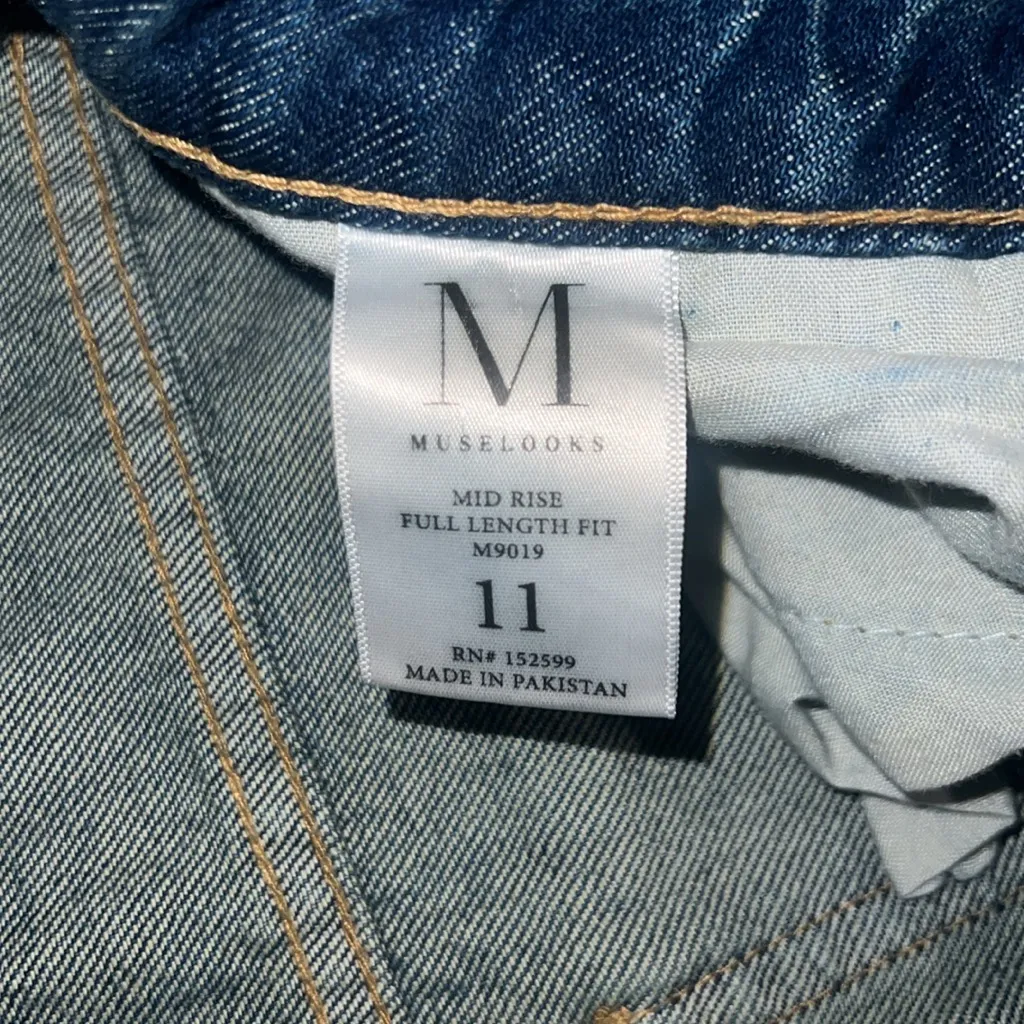 M
MUSELOOKS
MID RISE
FULL LENGTH FIT
M9019
11
RN# 152599
MADE IN PAKISTAN